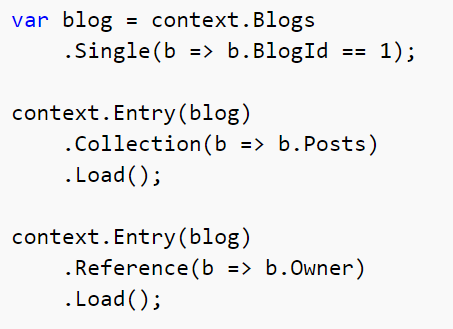 var blog = context.Blogs
    .Single(b => b.BlogId == 1);

context.Entry(blog)
    .Collection(b => b.Posts)
    .Load();

context.Entry(blog)
    .Reference(b => b.Owner)
    .Load();